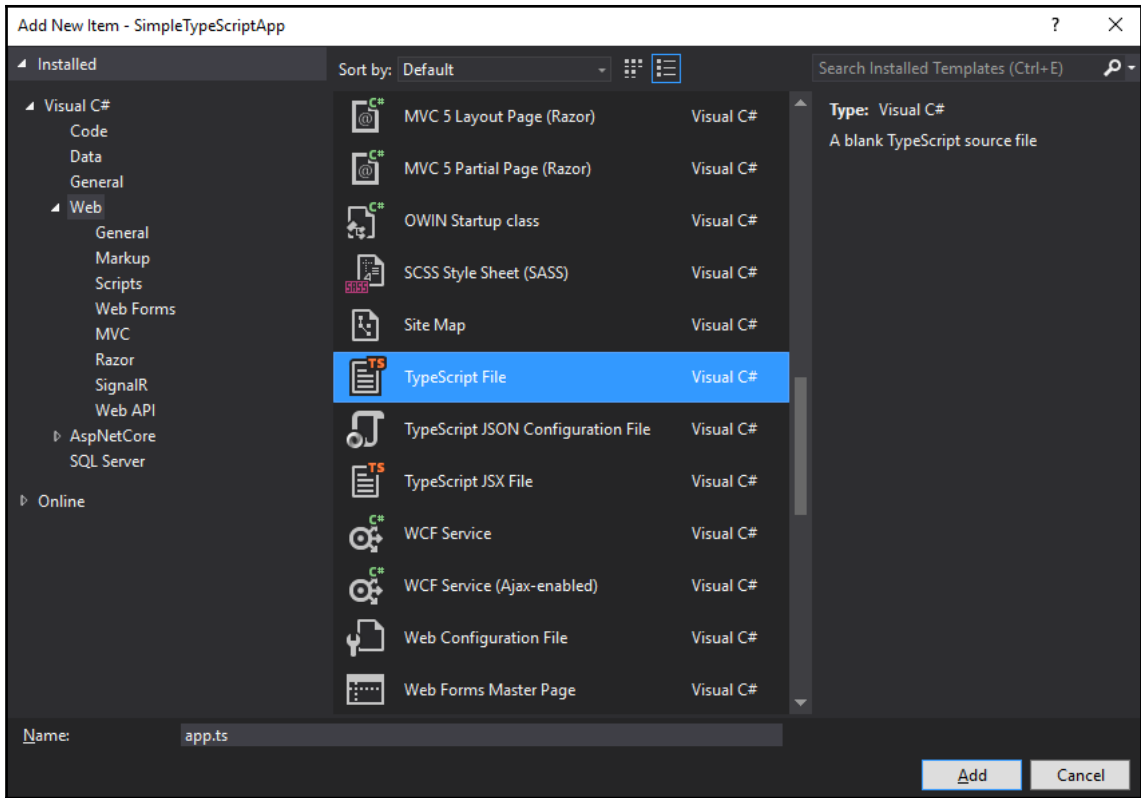 Add New Item - SimpleTypeScriptApp
?
Installed
Sort by: Default
Search Installed Templates (Ctrl+E)
Visual C#
Code
Data
General
Web
General
Markup
Scripts
Web Forms
MVC
Razor
SignalR
Web API
AspNetCore
SQL Server
Online
C# @ MVC 5 Layout Page (Razor) Visual C#
C# @ MVC 5 Partial Page (Razor) Visual C#
C# OWIN Startup class Visual C#
SASS SCSS Style Sheet (SASS) Visual C#
Site Map Visual C#
TS TypeScript File Visual C#
TypeScript JSON Configuration File Visual C#
TS TypeScript JSX File Visual C#
C# WCF Service Visual C#
C# WCF Service (Ajax-enabled) Visual C#
Web Configuration File Visual C#
Web Forms Master Page Visual C#
Type: Visual C#
A blank TypeScript source file
Name: app.ts
Add Cancel